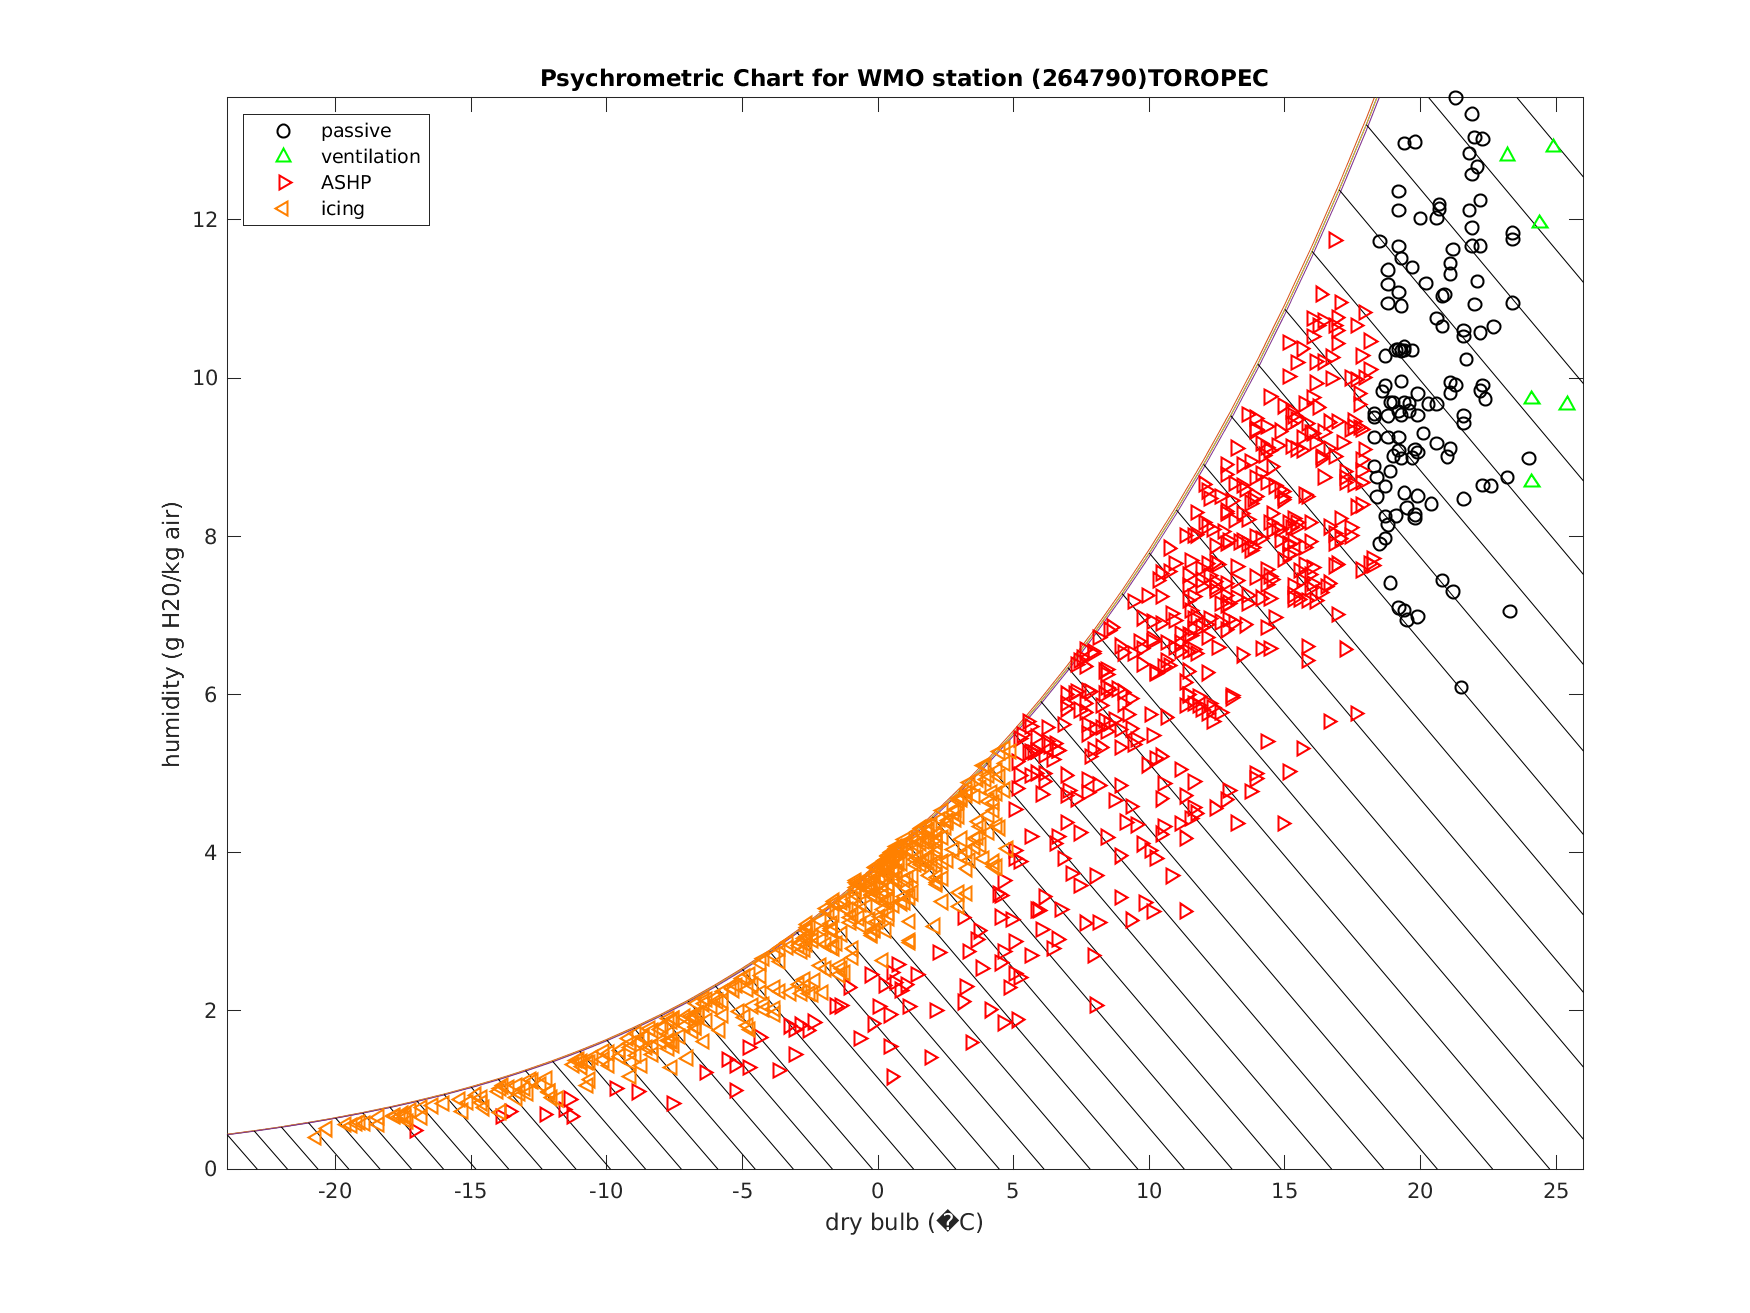 Psychrometric Chart for WMO station (264790)TOROPEC
passive
ventilation
ASHP
icing
humidity (g H20/kg air)
12
10
8
6
4
2
0
-20 -15 -10 -5 0 5 10 15 20 25
dry bulb (�C)